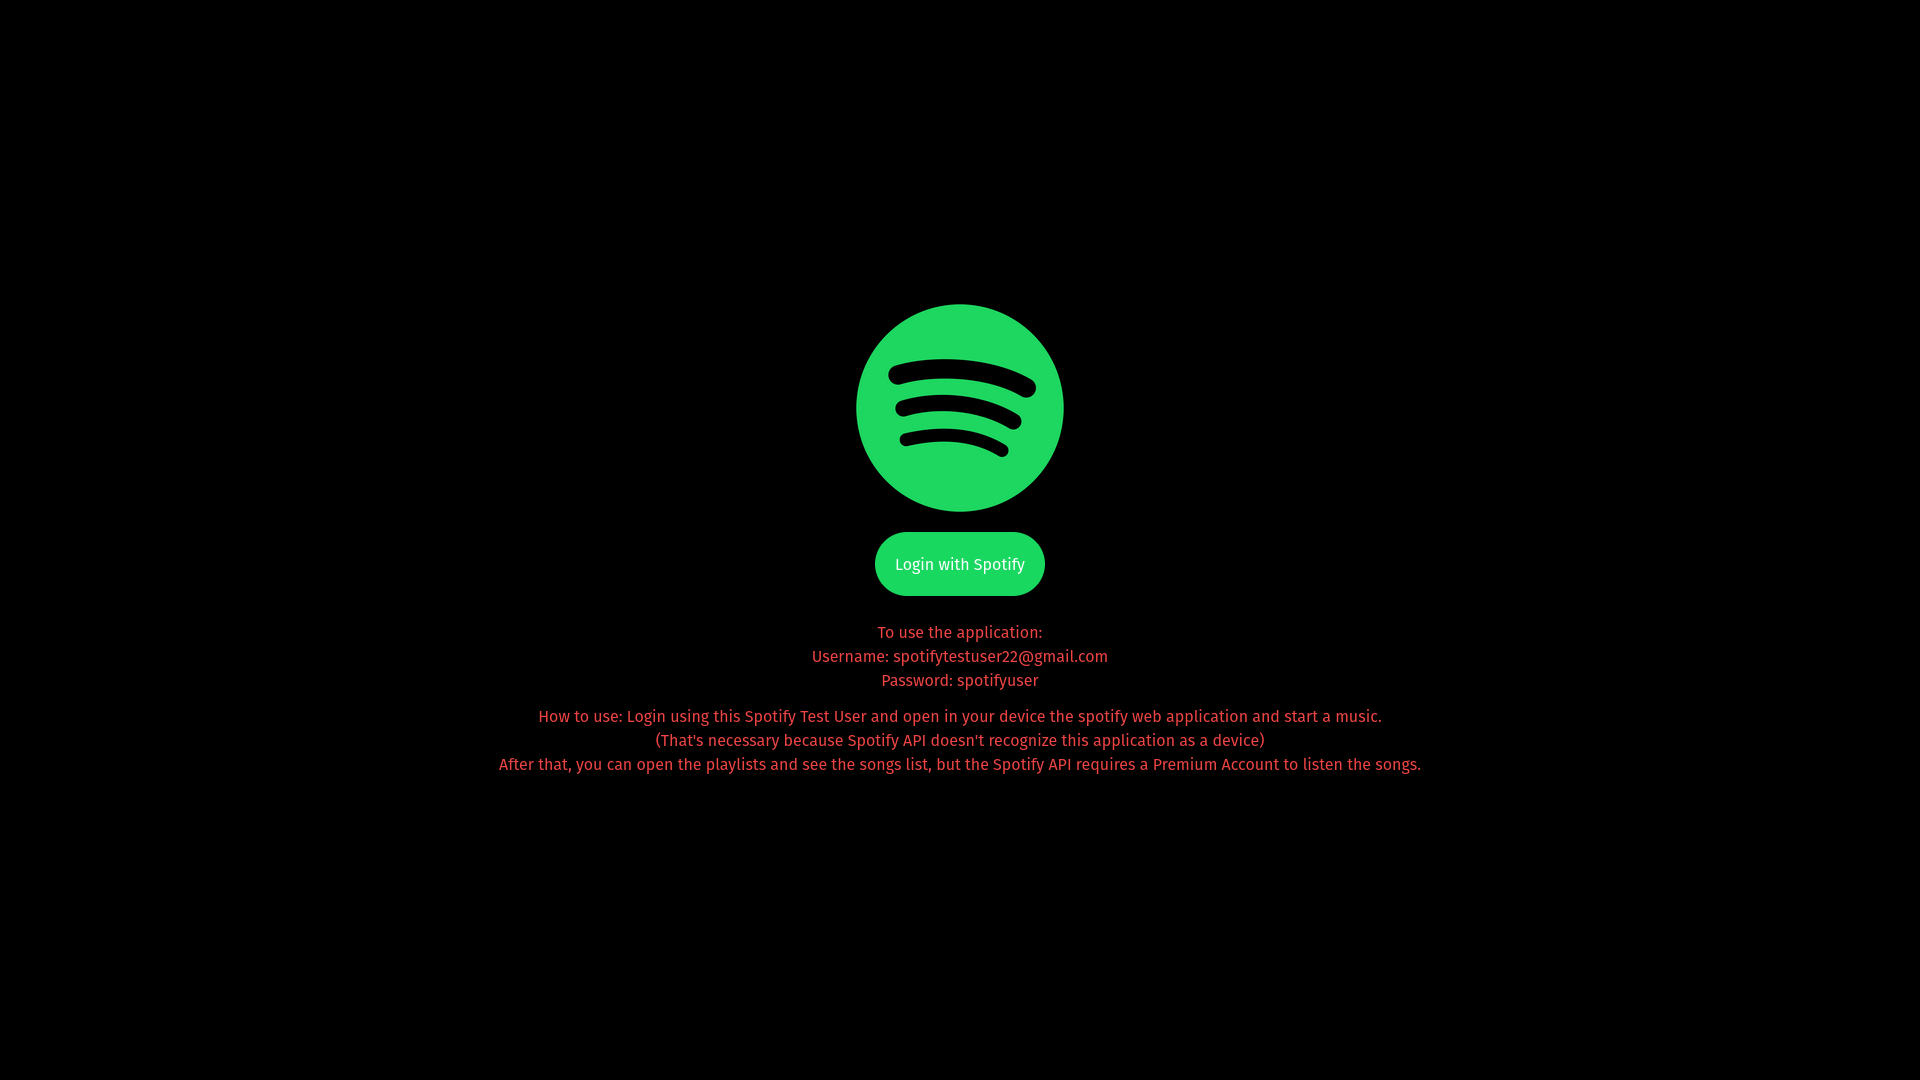 Login with Spotify
To use the application:
Username: spotifytestuser22@gmail.com
Password: spotifyuser
How to use: Login using this Spotify Test User and open in your device the spotify web application and start a music.
(That's necessary because Spotify API doesn't recognize this application as a device)
After that, you can open the playlists and see the songs list, but the Spotify API requires a Premium Account to listen the songs.